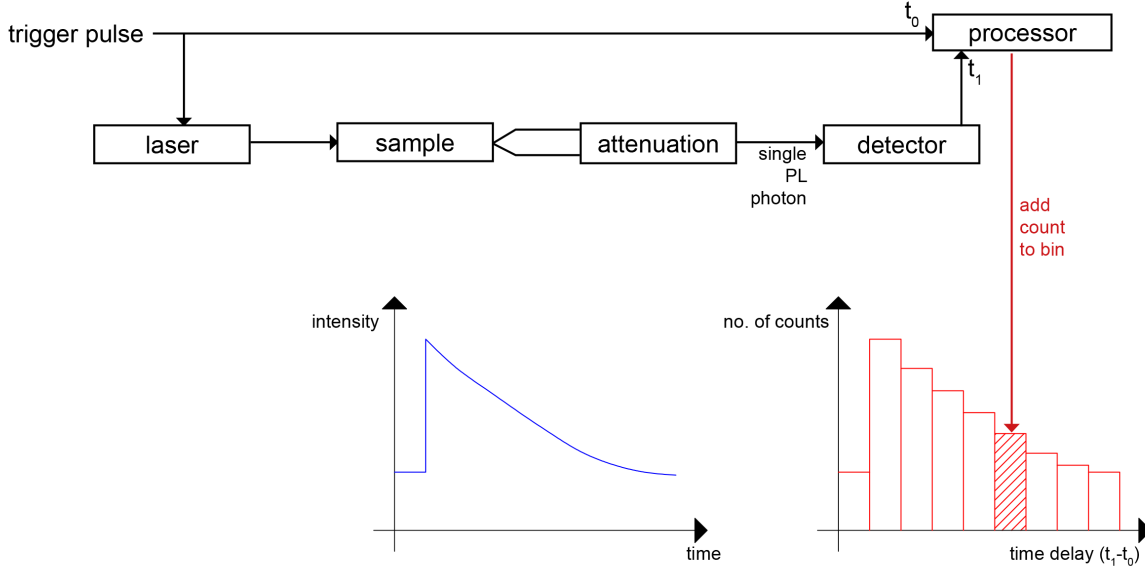 trigger pulse
t₀
processor
t₁
laser
sample
attenuation
detector
single
PL
photon
add
count
to bin
intensity
time
no. of counts
time delay (t₁-t₀)